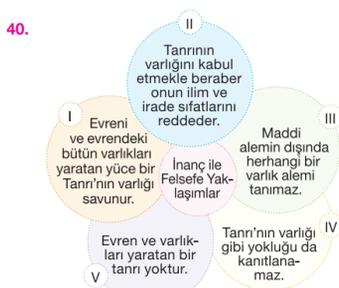 40.
II
Tanrının
varlığını kabul
etmekle beraber
onun ilim ve
irade sıfatlarını
reddeder.
I
Evreni
ve evrendeki
bütün varlıkları
yaratan yüce bir
Tanrı'nın varlığı
savunur.
İnanç ile
Felsefe Yak-
laşımlar
III
Maddi
alemin dışında
herhangi bir
varlık alemi
tanımaz.
IV
Tanrı'nın varlığı
gibi yokluğu da
kanıtlana-
maz.
V
Evren ve varlık-
ları yaratan bir
tanrı yoktur.